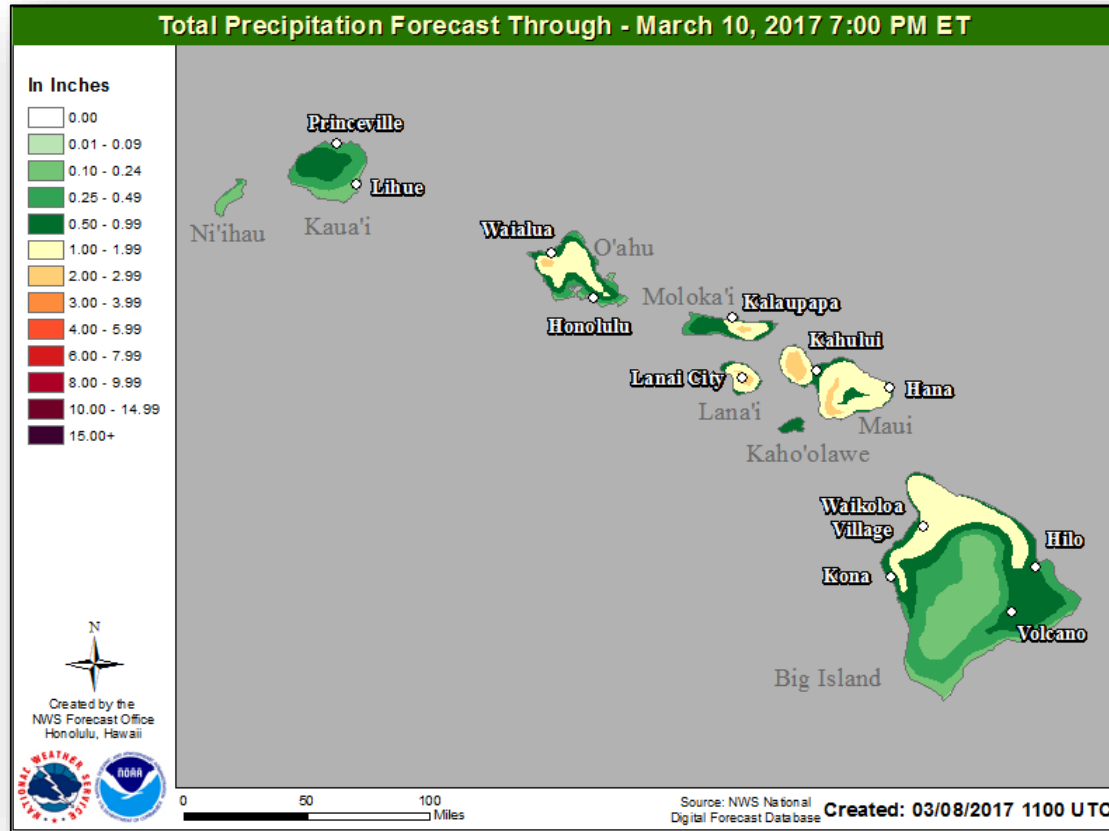 Total Precipitation Forecast Through - March 10, 2017 7:00 PM ET
In Inches
0.00
0.01 - 0.09
0.10 - 0.24
0.25 - 0.49
0.50 - 0.99
1.00 - 1.99
2.00 - 2.99
3.00 - 3.99
4.00 - 5.99
6.00 - 7.99
8.00 - 9.99
10.00 - 14.99
15.00+
Princeville
Lihue
Ni'ihau
Kaua'i
Waialua
O'ahu
Honolulu
Moloka'i
Kalaupapa
Kahului
Lanai City
Hana
Lana'i
Maui
Kaho'olawe
Waikoloa
Village
Hilo
Kona
Volcano
Big Island
N
Created by the
NWS Forecast Office
Honolulu, Hawaii
NATIONAL WEATHER SERVICE
NOAA
0 50 100
Miles
Source: NWS National
Digital Forecast Database
Created: 03/08/2017 1100 UTC